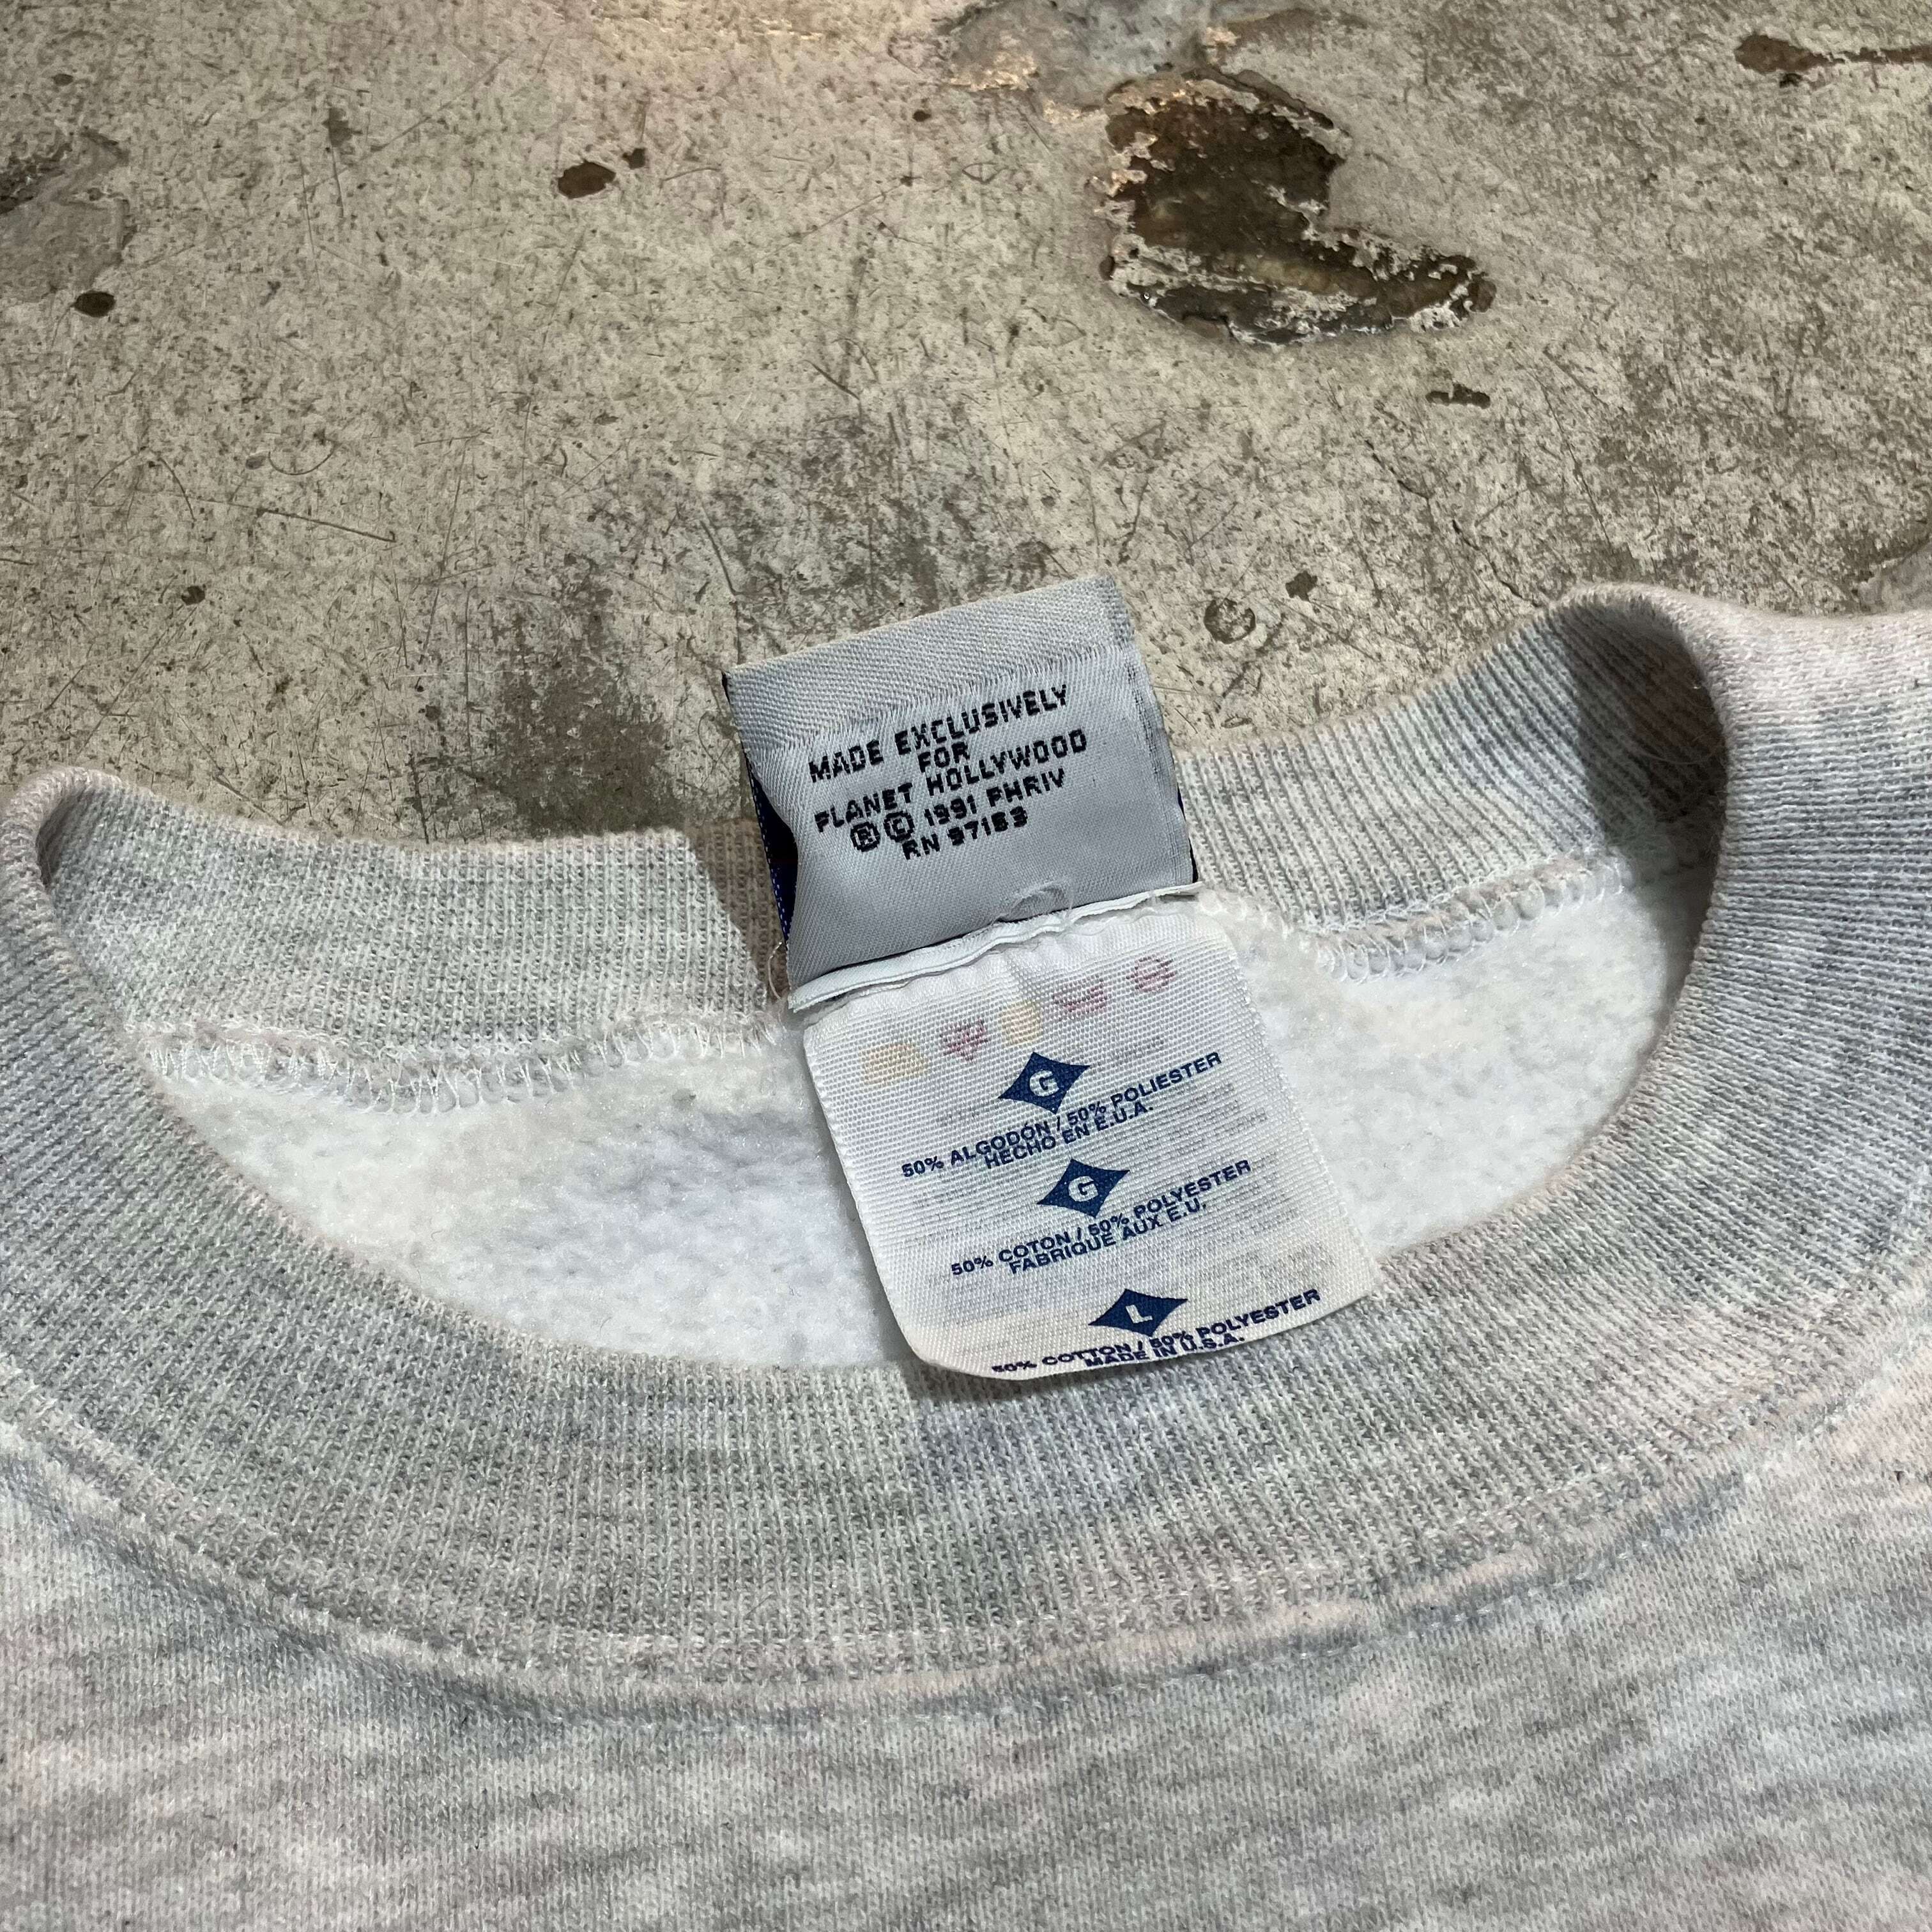 MADE EXCLUSIVELY
FOR
PLANET HOLLYWOOD
® © 1991 PHRIV
RN 97163
G
50% ALGODÓN / 50% POLIESTER
HECHO EN E.U.A.
G
50% COTON / 50% POLYESTER
FABRIQUE AUX E.U.
L
50% COTTON / 50% POLYESTER
MADE IN U.S.A.